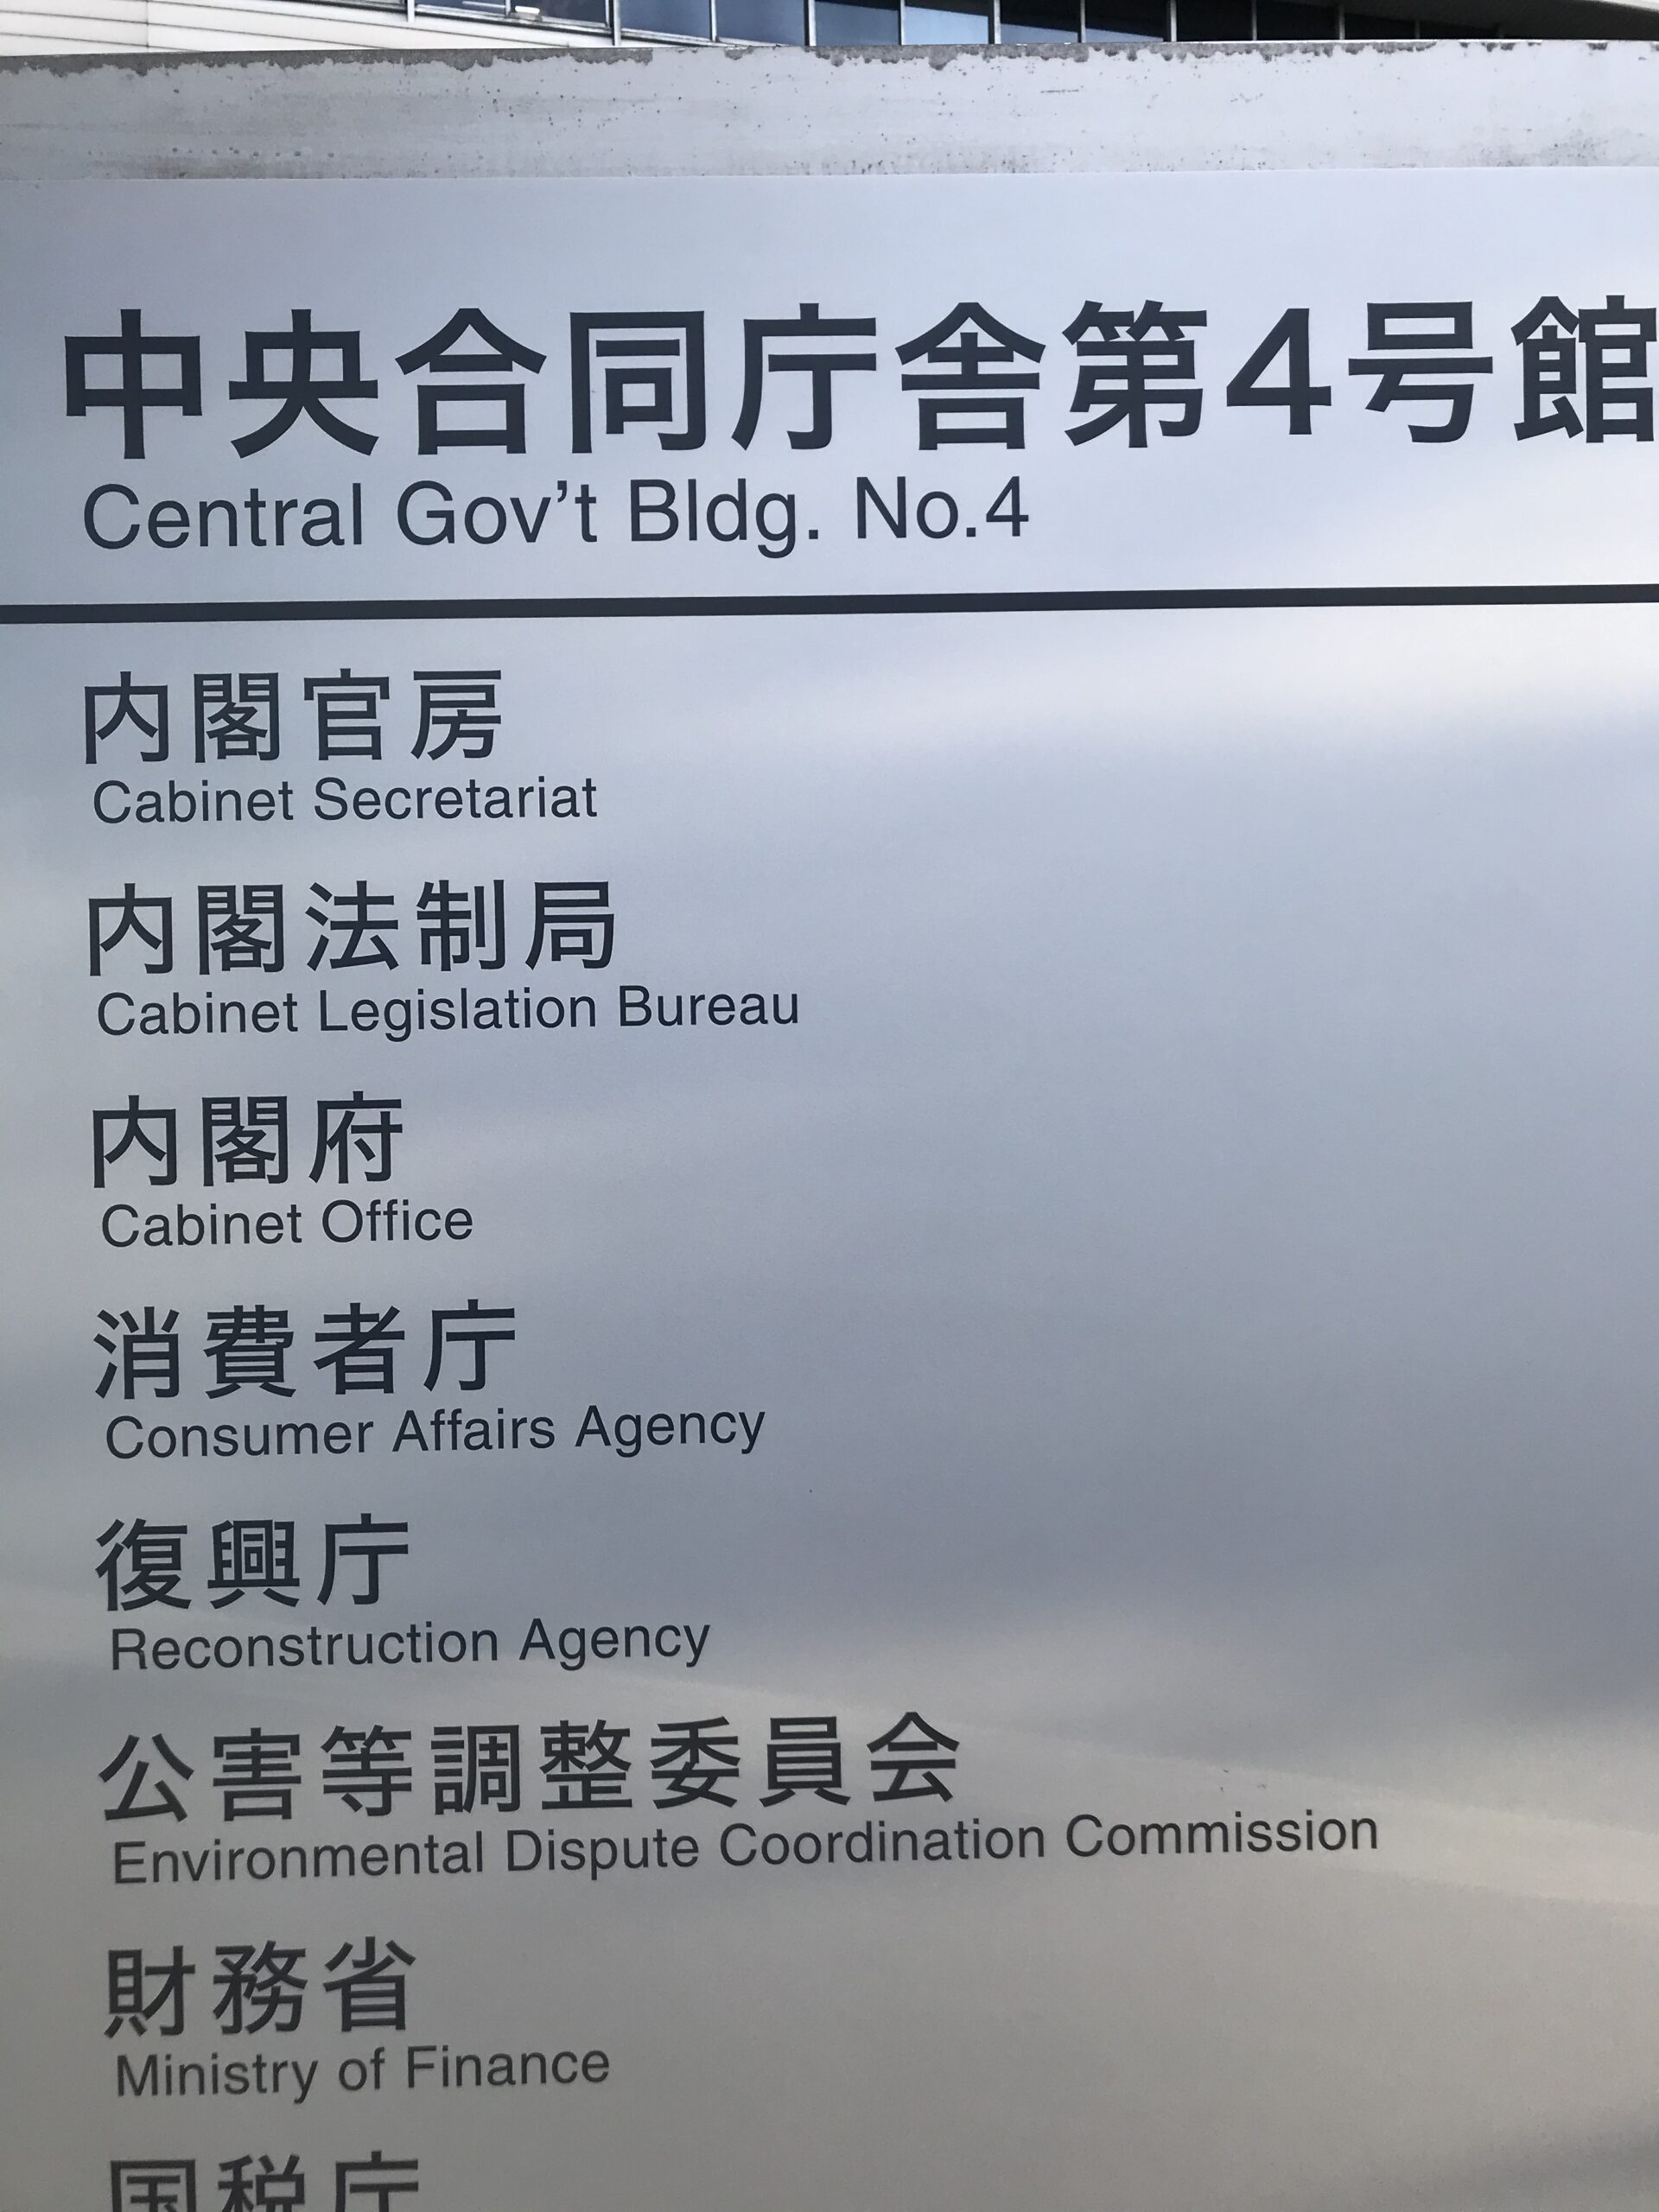 中央合同庁舎第4号館
Central Gov't Bldg. No.4
内閣官房
Cabinet Secretariat
内閣法制局
Cabinet Legislation Bureau
内閣府
Cabinet Office
消費者庁
Consumer Affairs Agency
復興庁
Reconstruction Agency
公害等調整委員会
Environmental Dispute Coordination Commission
財務省
Ministry of Finance
国税庁